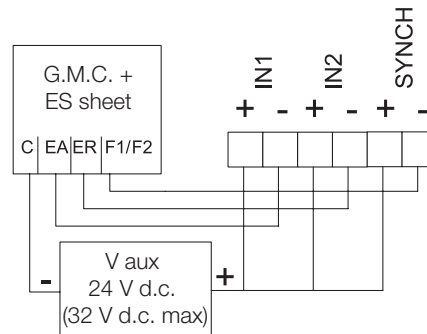 G.M.C. +
ES sheet
C EA ER F1/F2
IN1 IN2 SYNCH
+ - + - + -
- V aux +
24 V d.c.
(32 V d.c. max)